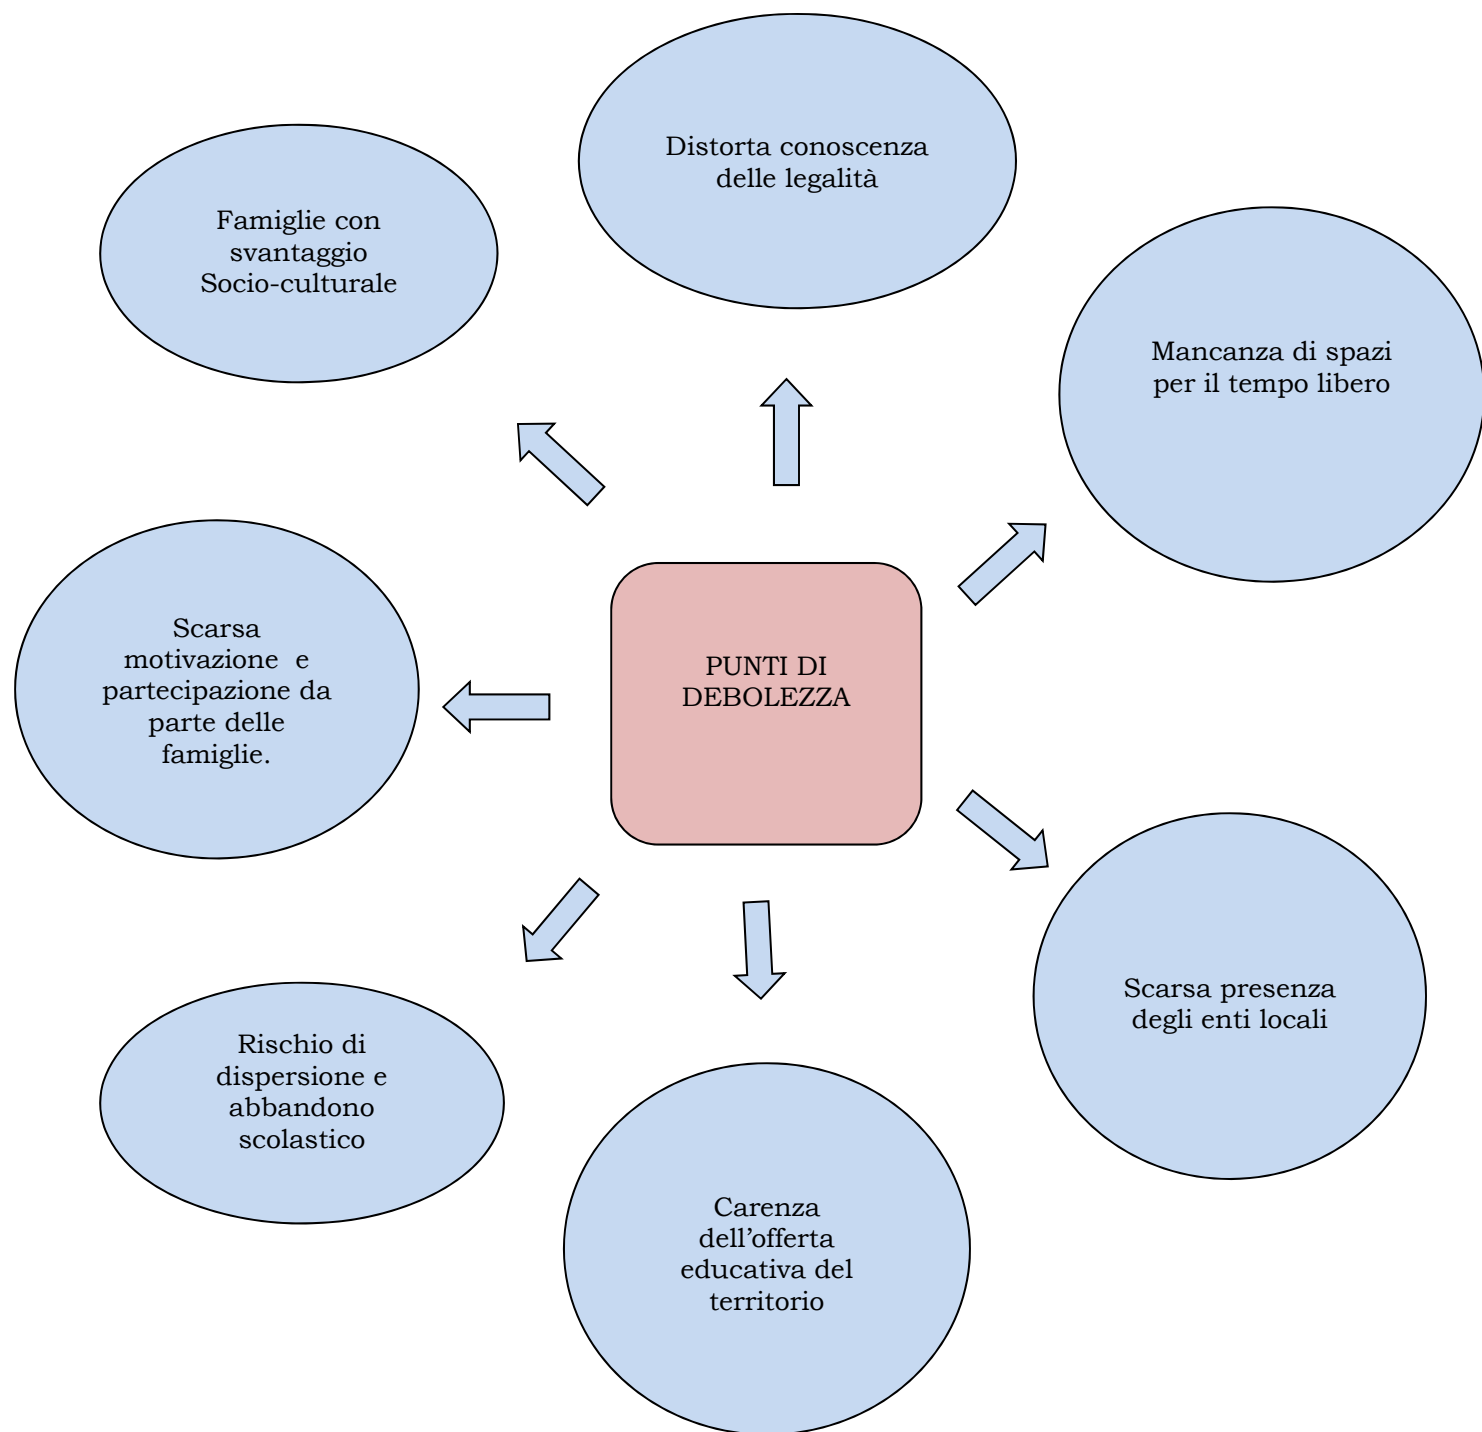 Distorta conoscenza
delle legalità
Famiglie con
svantaggio
Socio-culturale
Mancanza di spazi
per il tempo libero
Scarsa
motivazione  e
partecipazione da
parte delle
famiglie.
PUNTI DI
DEBOLEZZA
Scarsa presenza
degli enti locali
Rischio di
dispersione e
abbandono
scolastico
Carenza
dell’offerta
educativa del
territorio